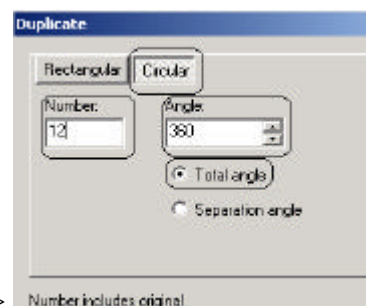 Duplicate
Rectangular Circular
Number: Angle:
12 360
Total angle
Separation angle
> Number includes original